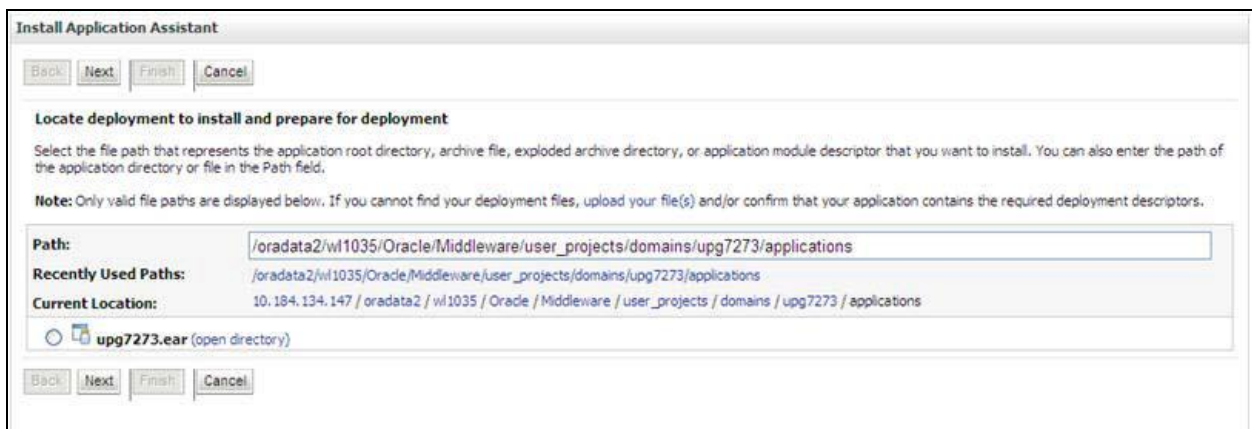 Install Application Assistant
Back Next Finish Cancel
Locate deployment to install and prepare for deployment
Select the file path that represents the application root directory, archive file, exploded archive directory, or application module descriptor that you want to install. You can also enter the path of
the application directory or file in the Path field.
Note: Only valid file paths are displayed below. If you cannot find your deployment files, upload your file(s) and/or confirm that your application contains the required deployment descriptors.
Path: /oradata2/wl1035/Oracle/Middleware/user_projects/domains/upg7273/applications
Recently Used Paths: /oradata2/wl1035/Oracle/Middleware/user_projects/domains/upg7273/applications
Current Location: 10.184.134.147 / oradata2 / wl1035 / Oracle / Middleware / user_projects / domains / upg7273 / applications
upg7273.ear (open directory)
Back Next Finish Cancel